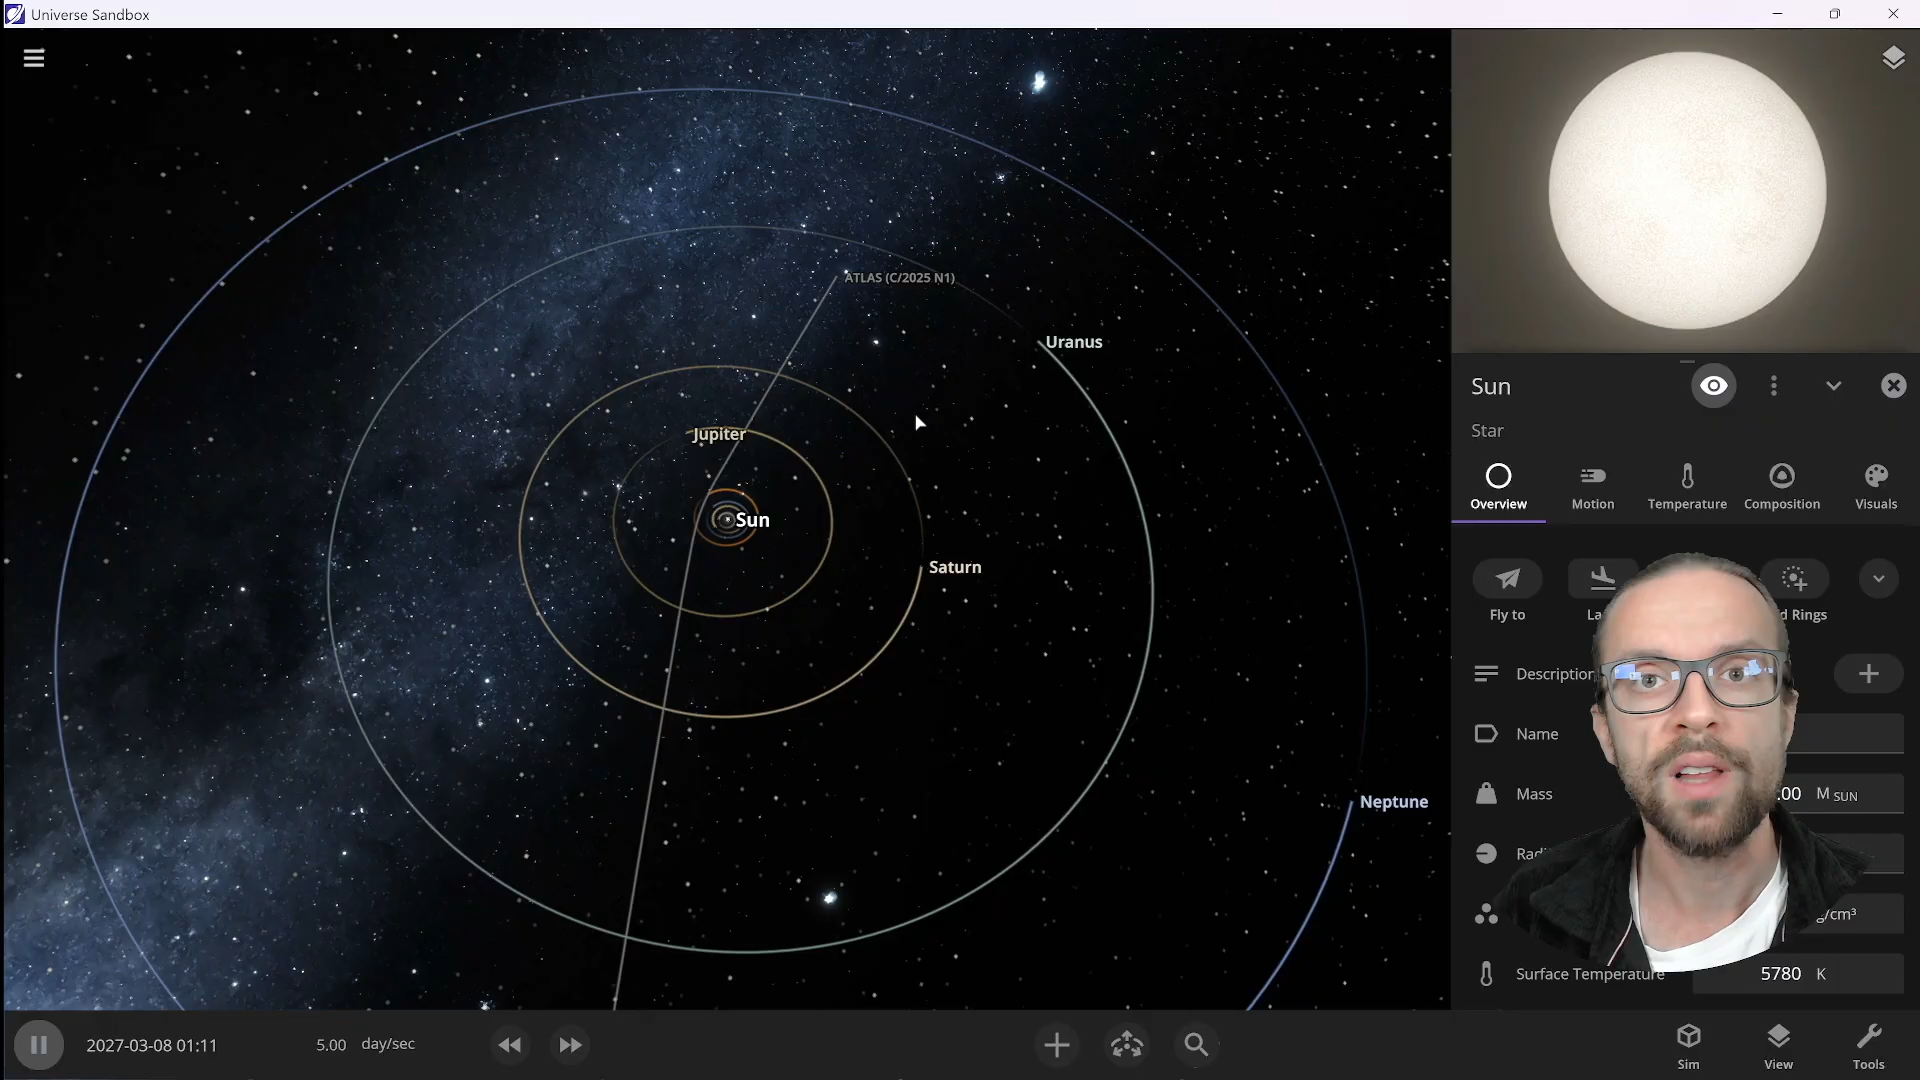 Universe Sandbox
ATLAS (C/2025 N1)
Uranus
Jupiter
Sun
Saturn
Neptune
Sun
Star
Overview
Motion
Temperature
Composition
Visuals
Fly to
Rings
Description
Name
Mass
.00 M SUN
g/cm³
Surface Temperature
5780 K
2027-03-08 01:11
5.00 day/sec
Sim
View
Tools